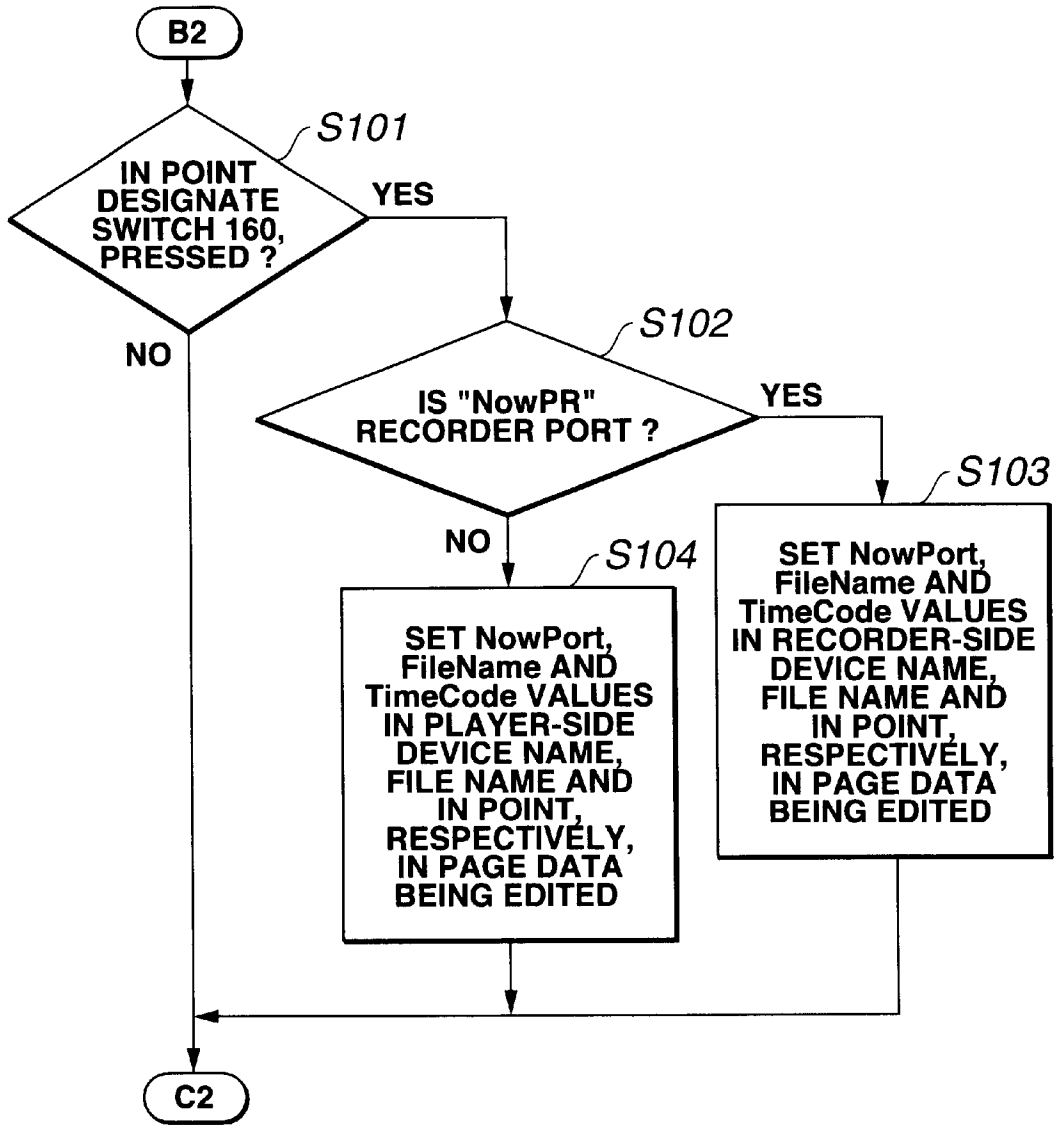 B2
S101
IN POINT
DESIGNATE
SWITCH 160,
PRESSED ?
YES
NO
S102
IS "NowPR"
RECORDER PORT ?
YES
NO
S103
SET NowPort,
FileName AND
TimeCode VALUES
IN RECORDER-SIDE
DEVICE NAME,
FILE NAME AND
IN POINT,
RESPECTIVELY,
IN PAGE DATA
BEING EDITED
S104
SET NowPort,
FileName AND
TimeCode VALUES
IN PLAYER-SIDE
DEVICE NAME,
FILE NAME AND
IN POINT,
RESPECTIVELY,
IN PAGE DATA
BEING EDITED
C2